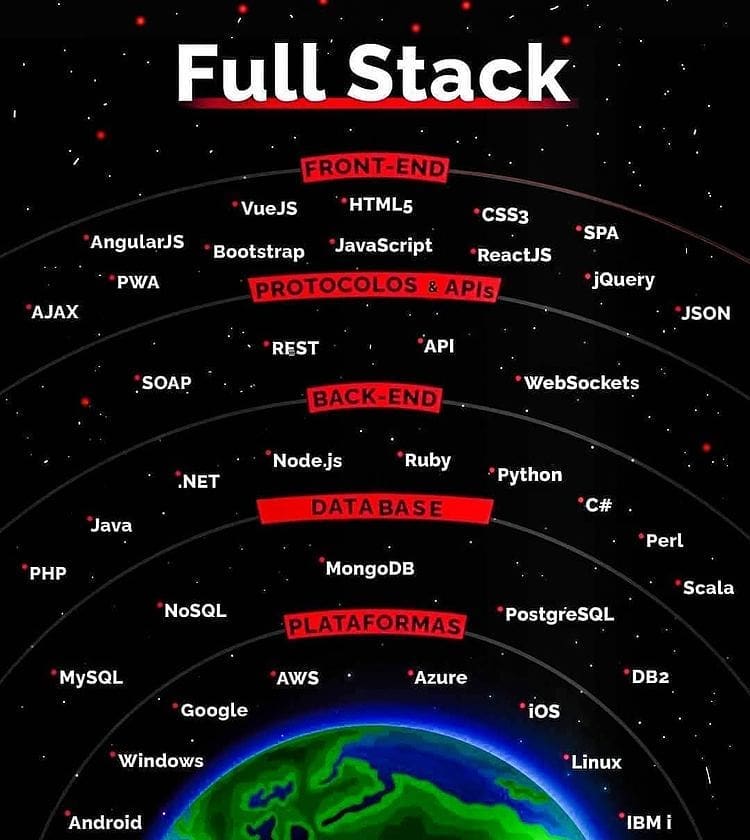 Full Stack
FRONT-END
VueJS
HTML5
CSS3
SPA
AngularJS
Bootstrap
JavaScript
ReactJS
PWA
jQuery
AJAX
JSON
PROTOCOLOS & APIs
REST
API
SOAP
WebSockets
BACK-END
Node.js
Ruby
.NET
Python
C#
Java
Perl
PHP
Scala
DATABASE
MongoDB
NoSQL
PostgreSQL
MySQL
DB2
PLATAFORMAS
AWS
Azure
Google
iOS
Windows
Linux
Android
IBM i